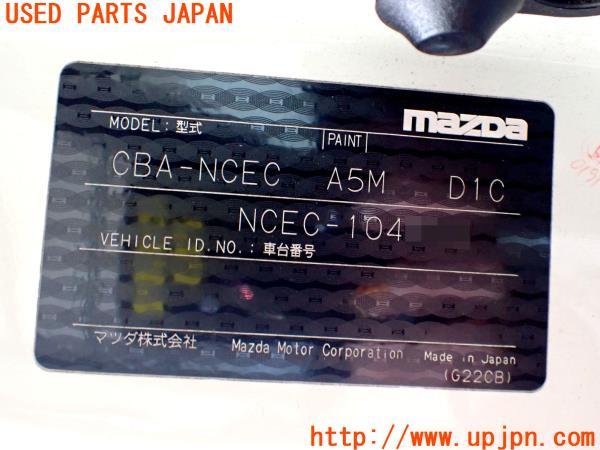 USED PARTS JAPAN
mazda
MODEL: 型式 PAINT
CBA-NCEC A5M D1C
NCEC-104
VEHICLE ID.NO.: 車台番号
マツダ株式会社 Mazda Motor Corporation Made in Japan
(G22CB)
http://www.upjpn.com/